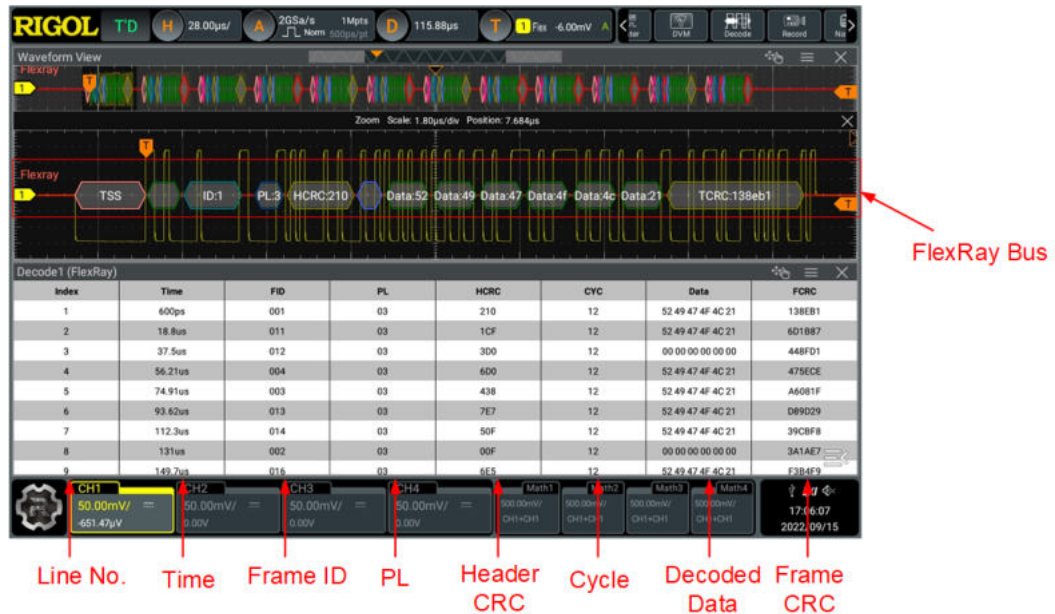 RIGOL T'D H 28.00μs/ A 2GSa/s 1Mpts Norm 500ps/pt D 115.88μs T 1 Flex -6.00mV A DVM Decode Record
Waveform View
Flexray
1 T T
Zoom Scale: 1.80μs/div Position: 7.684μs
T
Flexray
1 TSS ID:1 PL:3 HCRC:210 Data:52 Data:49 Data:47 Data:4f Data:4c Data:21 TCRC:138eb1 T
FlexRay Bus
Decode1 (FlexRay)
Index Time FID PL HCRC CYC Data FCRC
1 600ps 001 03 210 12 52 49 47 4F 4C 21 138EB1
2 18.8us 011 03 1CF 12 52 49 47 4F 4C 21 6D1B87
3 37.5us 012 03 3D0 12 00 00 00 00 00 00 448FD1
4 56.21us 004 03 6D0 12 52 49 47 4F 4C 21 475ECE
5 74.91us 003 03 438 12 52 49 47 4F 4C 21 A6081F
6 93.62us 013 03 7E7 12 52 49 47 4F 4C 21 D89D29
7 112.3us 014 03 50F 12 52 49 47 4F 4C 21 39CBF8
8 131us 002 03 00F 12 00 00 00 00 00 00 3A1AE7
9 149.7us 016 03 6E5 12 52 49 47 4F 4C 21 F3B4F9
CH1 CH2 CH3 CH4 Math1 Math2 Math3 Math4
50.00mV/ 50.00mV/ 50.00mV/ 50.00mV/ 500.00mV/ 500.00mV/ 500.00mV/ 500.00mV/
-651.47μV 0.00V 0.00V 0.00V CH1+CH1 CH1+CH1 CH1+CH1 CH1+CH1
17:06:07
2022/09/15
Line No. Time Frame ID PL Header CRC Cycle Decoded Data Frame CRC